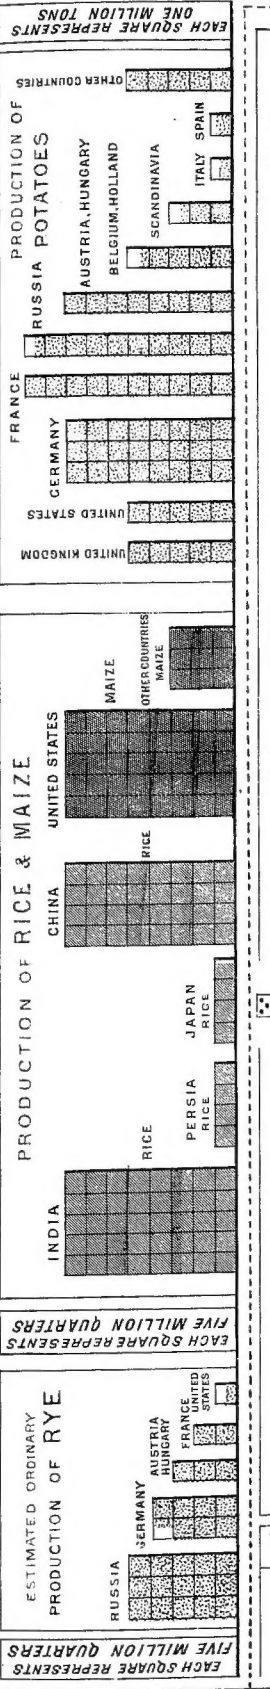 EACH SQUARE REPRESENTS
FIVE MILLION QUARTERS
ESTIMATED ORDINARY
PRODUCTION OF RYE
RUSSIA
GERMANY
AUSTRIA
HUNGARY
FRANCE
UNITED
STATES
EACH SQUARE REPRESENTS
FIVE MILLION QUARTERS
PRODUCTION OF RICE & MAIZE
INDIA
RICE
PERSIA
RICE
JAPAN
RICE
CHINA
RICE
UNITED STATES
MAIZE
OTHER COUNTRIES
MAIZE
PRODUCTION OF
POTATOES
UNITED KINGDOM
UNITED STATES
GERMANY
FRANCE
RUSSIA
AUSTRIA, HUNGARY
BELGIUM, HOLLAND
SCANDINAVIA
ITALY
SPAIN
OTHER COUNTRIES
EACH SQUARE REPRESENTS
ONE MILLION TONS